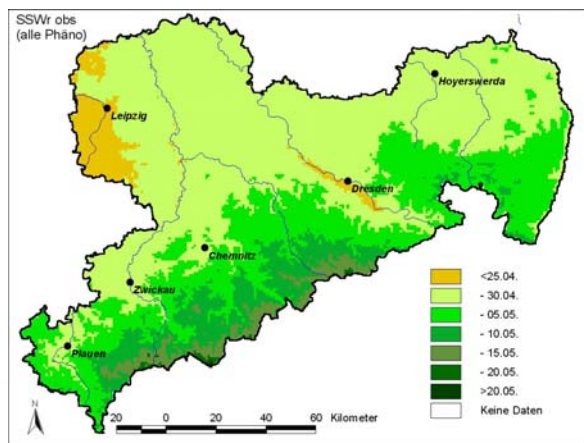 SSWr obs
(alle Phäno)
Hoyerswerda
Leipzig
Dresden
Chemnitz
Zwickau
Plauen
<25.04.
- 30.04.
- 05.05.
- 10.05.
- 15.05.
- 20.05.
>20.05.
Keine Daten
N
20 0 20 40 60 Kilometer